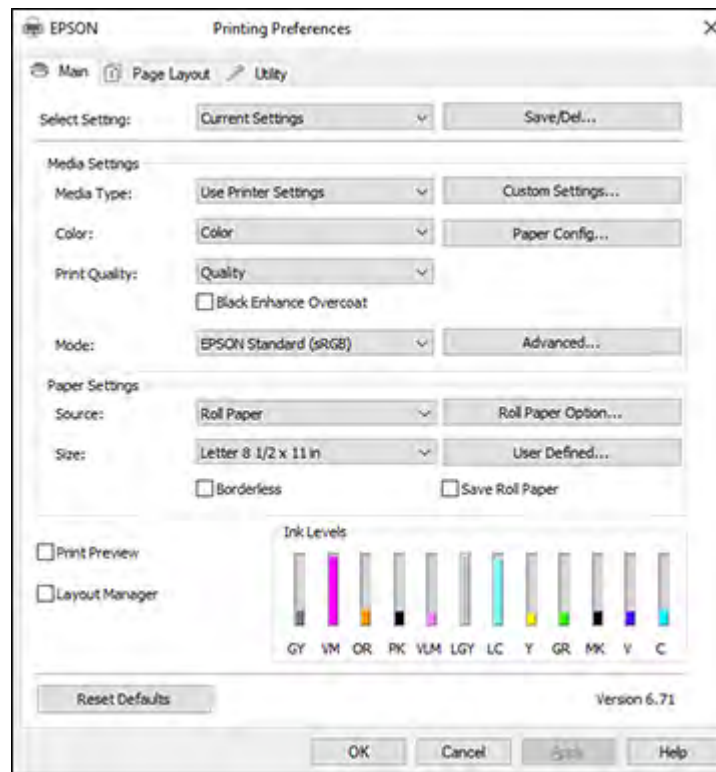 EPSON Printing Preferences
Main Page Layout Utility
Select Setting: Current Settings Save/Del...
Media Settings
Media Type: Use Printer Settings Custom Settings...
Color: Color Paper Config...
Print Quality: Quality
Black Enhance Overcoat
Mode: EPSON Standard (sRGB) Advanced...
Paper Settings
Source: Roll Paper Roll Paper Option...
Size: Letter 8 1/2 x 11 in User Defined...
Borderless Save Roll Paper
Ink Levels
Print Preview
Layout Manager
GY VM OR PK VLM LGY LC Y GR MK V C
Reset Defaults Version 6.71
OK Cancel Apply Help